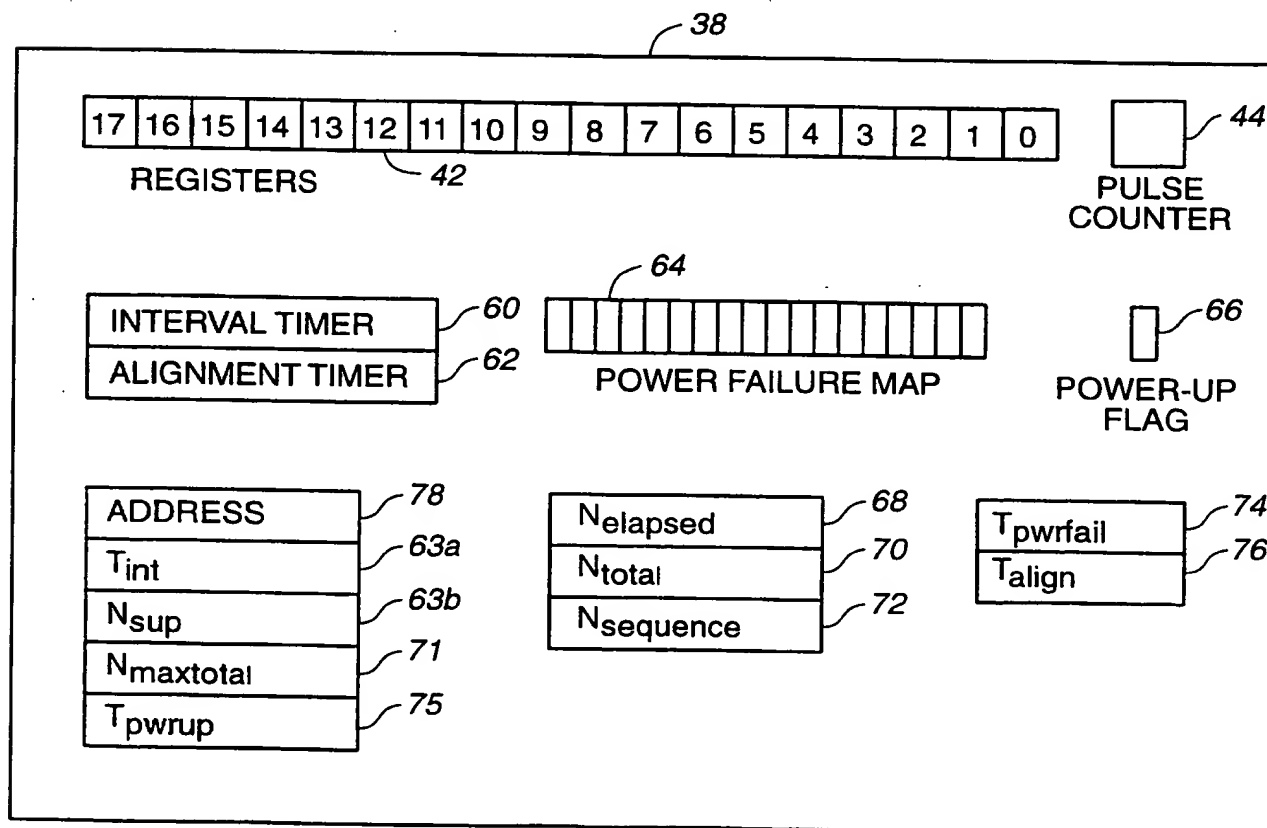 38
17 16 15 14 13 12 11 10 9 8 7 6 5 4 3 2 1 0
44
REGISTERS
42
PULSE
COUNTER
64
INTERVAL TIMER
60
ALIGNMENT TIMER
62
POWER FAILURE MAP
66
POWER-UP
FLAG
ADDRESS
78
Tint
63a
Nsup
63b
Nmaxtotal
71
Tpwrup
75
Nelapsed
68
Ntotal
70
Nsequence
72
Tpwrfail
74
Talign
76